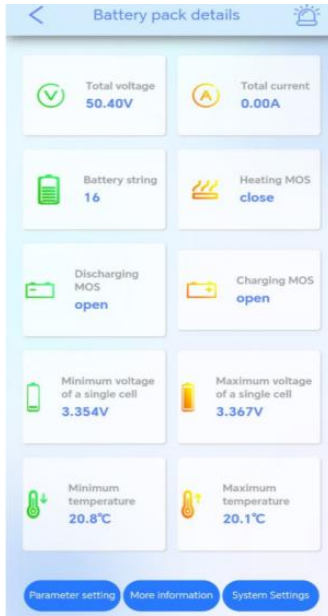 Battery pack details
Total voltage
50.40V
Total current
0.00A
Battery string
16
Heating MOS
close
Discharging
MOS
open
Charging MOS
open
Minimum voltage
of a single cell
3.354V
Maximum voltage
of a single cell
3.367V
Minimum
temperature
20.8℃
Maximum
temperature
20.1℃
Parameter setting
More information
System Settings